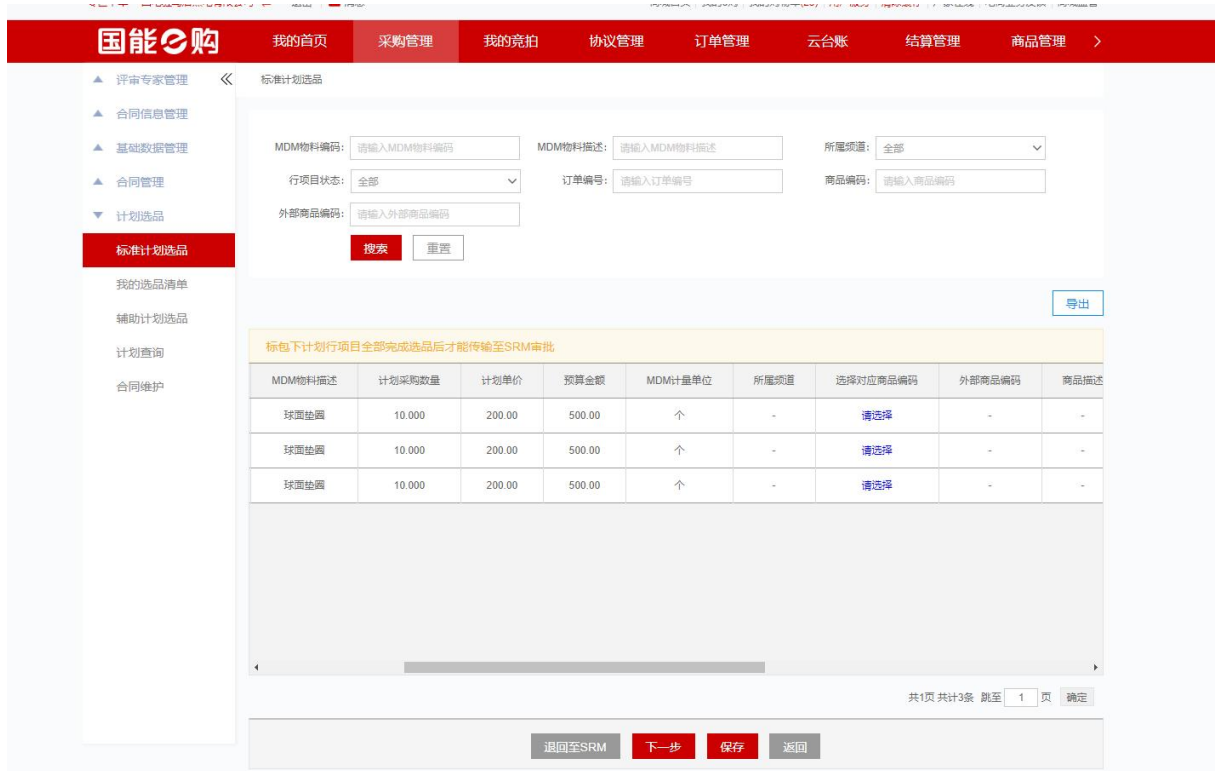 国能e购 我的首页 采购管理 我的竞拍 协议管理 订单管理 云台账 结算管理 商品管理
评审专家管理
标准计划选品
合同信息管理
基础数据管理
MDM物料编码: 请输入MDM物料编码 MDM物料描述: 请输入MDM物料描述 所属频道: 全部
合同管理
行项目状态: 全部 订单编号: 请输入订单编号 商品编码: 请输入商品编码
计划选品
外部商品编码: 请输入外部商品编码
标准计划选品
搜索 重置
我的选品清单
导出
辅助计划选品
标包下计划行项目全部完成选品后才能传输至SRM审批
计划查询
合同维护
MDM物料描述 计划采购数量 计划单价 预算金额 MDM计量单位 所属频道 选择对应商品编码 外部商品编码 商品描述
球面垫圈 10.000 200.00 500.00 个 - 请选择 - -
球面垫圈 10.000 200.00 500.00 个 - 请选择 - -
球面垫圈 10.000 200.00 500.00 个 - 请选择 - -
共1页 共计3条 跳至 1 页 确定
退回至SRM 下一步 保存 返回